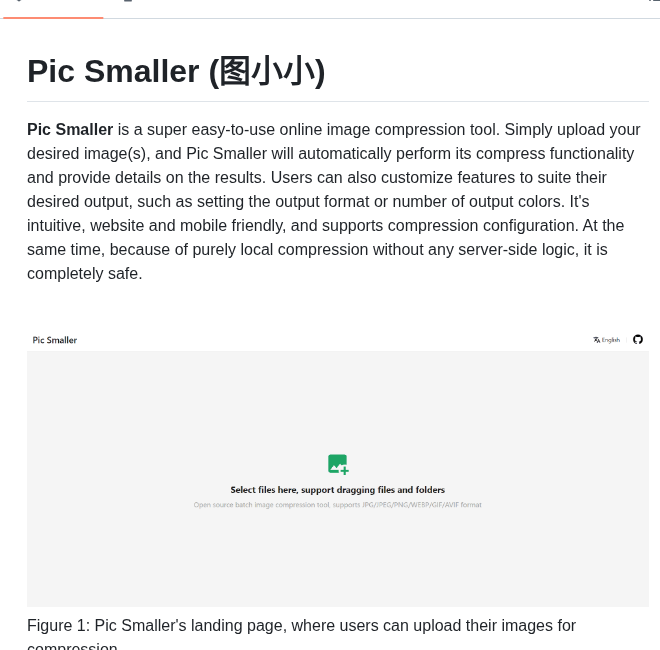 Pic Smaller (图小小)
Pic Smaller is a super easy-to-use online image compression tool. Simply upload your
desired image(s), and Pic Smaller will automatically perform its compress functionality
and provide details on the results. Users can also customize features to suite their
desired output, such as setting the output format or number of output colors. It's
intuitive, website and mobile friendly, and supports compression configuration. At the
same time, because of purely local compression without any server-side logic, it is
completely safe.
Pic Smaller
English
Select files here, support dragging files and folders
Open source batch image compression tool, supports JPG/JPEG/PNG/WEBP/GIF/AVIF format
Figure 1: Pic Smaller's landing page, where users can upload their images for
compression.